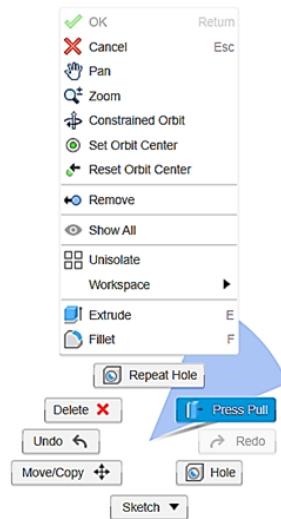 OK Return
Cancel Esc
Pan
Zoom
Constrained Orbit
Set Orbit Center
Reset Orbit Center
Remove
Show All
Unisolate
Workspace
Extrude E
Fillet F
Repeat Hole
Delete Press Pull
Undo Redo
Move/Copy Hole
Sketch